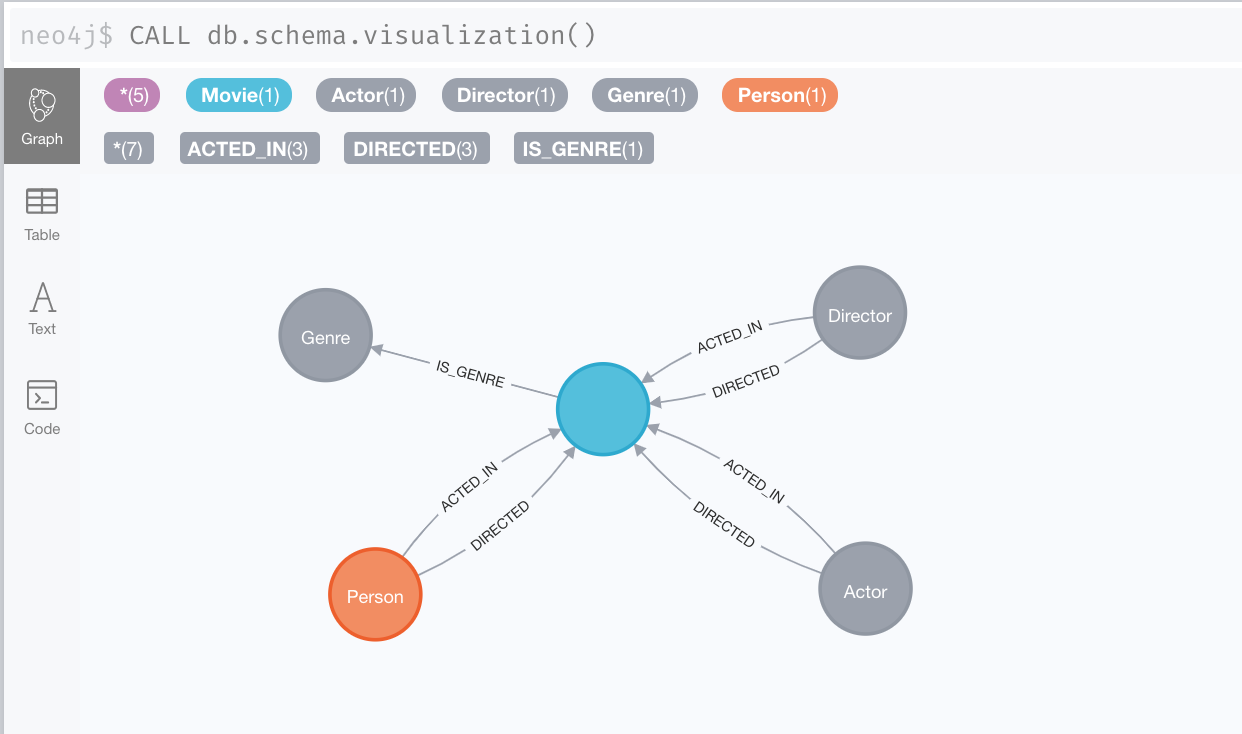 neo4j$ CALL db.schema.visualization()
*(5) Movie(1) Actor(1) Director(1) Genre(1) Person(1)
*(7) ACTED_IN(3) DIRECTED(3) IS_GENRE(1)
Graph
Table
Text
Code
Genre
IS_GENRE
Director
ACTED_IN
DIRECTED
ACTED_IN
DIRECTED
Person
ACTED_IN
DIRECTED
Actor